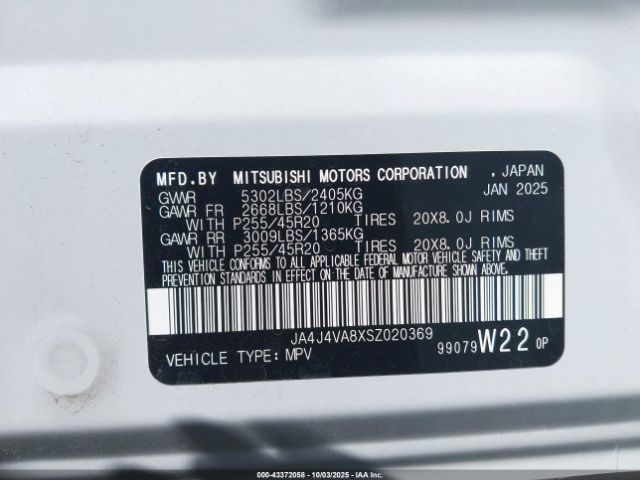 MFD.BY MITSUBISHI MOTORS CORPORATION , JAPAN
GVWR 5302LBS/2405KG JAN 2025
GAWR FR 2668LBS/1210KG
WITH P255/45R20 TIRES 20X8.0J RIMS
GAWR RR 3009LBS/1365KG
WITH P255/45R20 TIRES 20X8.0J RIMS
THIS VEHICLE CONFORMS TO ALL APPLICABLE FEDERAL MOTOR VEHICLE SAFETY AND THEFT
PREVENTION STANDARDS IN EFFECT ON THE DATE OF MANUFACTURE SHOWN ABOVE.
JA4J4VA8XSZ020369
VEHICLE TYPE: MPV 99079 W22 0P
000-43372058 - 10/03/2025 - © IAA Holdings, LLC